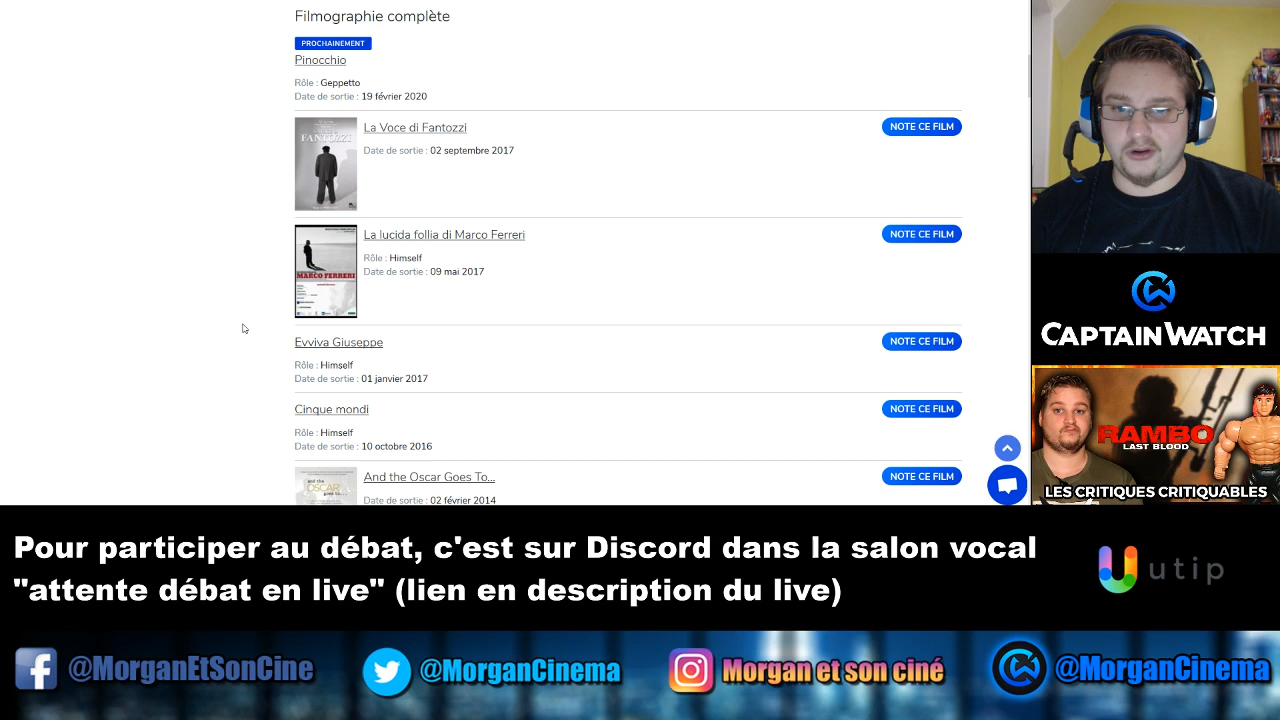 Filmographie complète
PROCHAINEMENT
Pinocchio
Rôle : Geppetto
Date de sortie : 19 février 2020
FANTOZZI
La Voce di Fantozzi
NOTE CE FILM
Date de sortie : 02 septembre 2017
MARCO FERRERI
La lucida follia di Marco Ferreri
NOTE CE FILM
Rôle : Himself
Date de sortie : 09 mai 2017
Evviva Giuseppe
NOTE CE FILM
Rôle : Himself
Date de sortie : 01 janvier 2017
Cinque mondi
NOTE CE FILM
Rôle : Himself
Date de sortie : 10 octobre 2016
and the
OSCAR
goes to...
And the Oscar Goes To...
NOTE CE FILM
Date de sortie : 02 février 2014
CAPTAINWATCH
RAMBO
LAST BLOOD
LES CRITIQUES CRITIQUABLES
Pour participer au débat, c'est sur Discord dans la salon vocal
"attente débat en live" (lien en description du live)
utip
@MorganEtSonCine
@MorganCinema
Morgan et son ciné
@MorganCinema